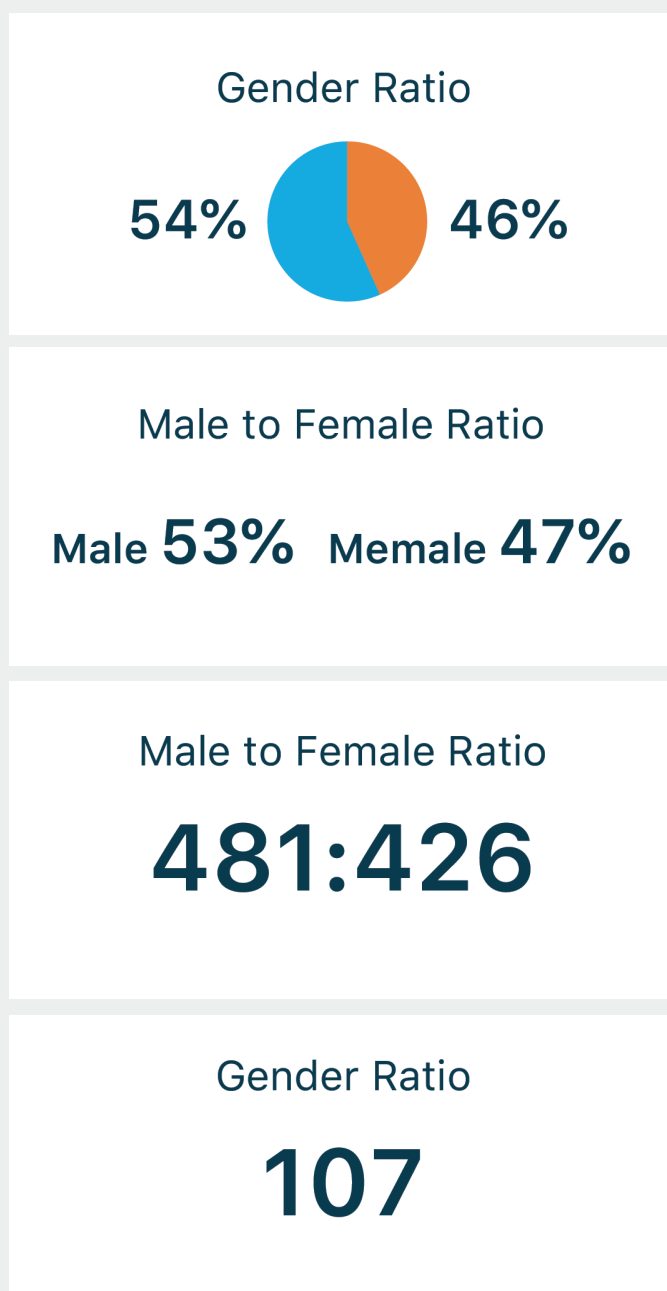 Gender Ratio
54% 46%
Male to Female Ratio
Male 53% Memale 47%
Male to Female Ratio
481:426
Gender Ratio
107